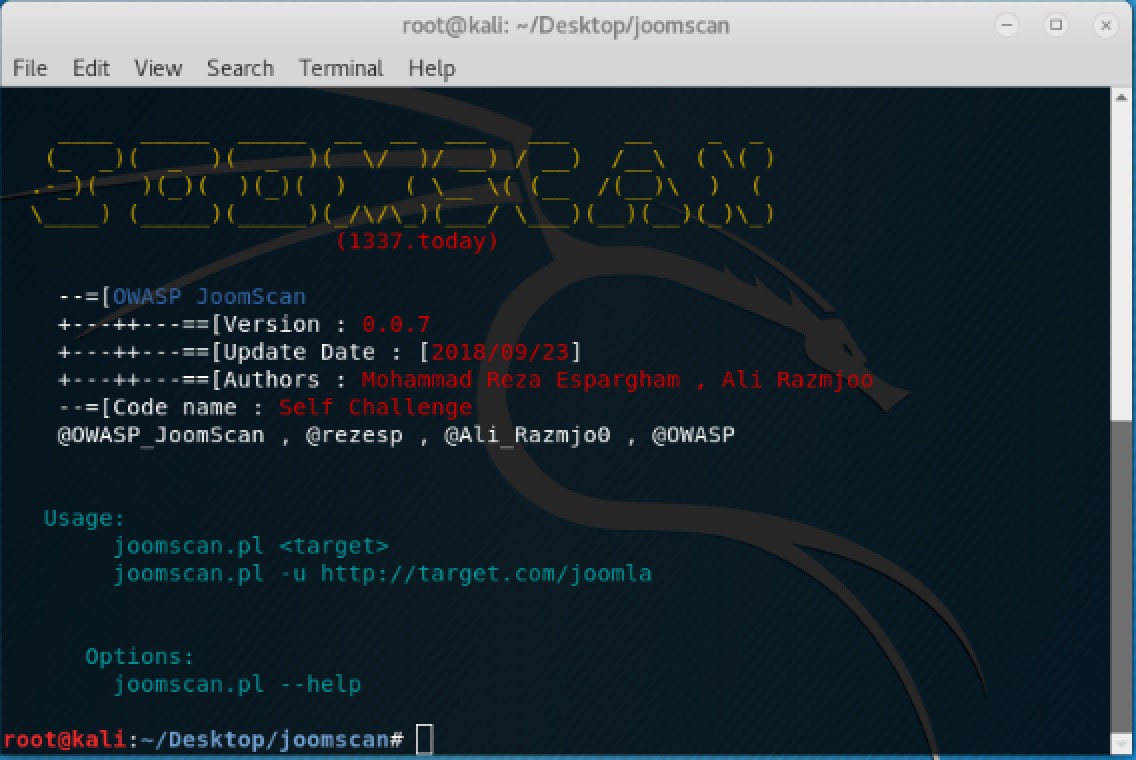 root@kali: ~/Desktop/joomscan
File Edit View Search Terminal Help
JOOMSCAN
(1337.today)
--=[OWASP JoomScan
+---++---==[Version : 0.0.7
+---++---==[Update Date : [2018/09/23]
+---++---==[Authors : Mohammad Reza Espargham , Ali Razmjoo
--=[Code name : Self Challenge
@OWASP_JoomScan , @rezesp , @Ali_Razmjo0 , @OWASP
Usage:
joomscan.pl <target>
joomscan.pl -u http://target.com/joomla
Options:
joomscan.pl --help
root@kali:~/Desktop/joomscan#